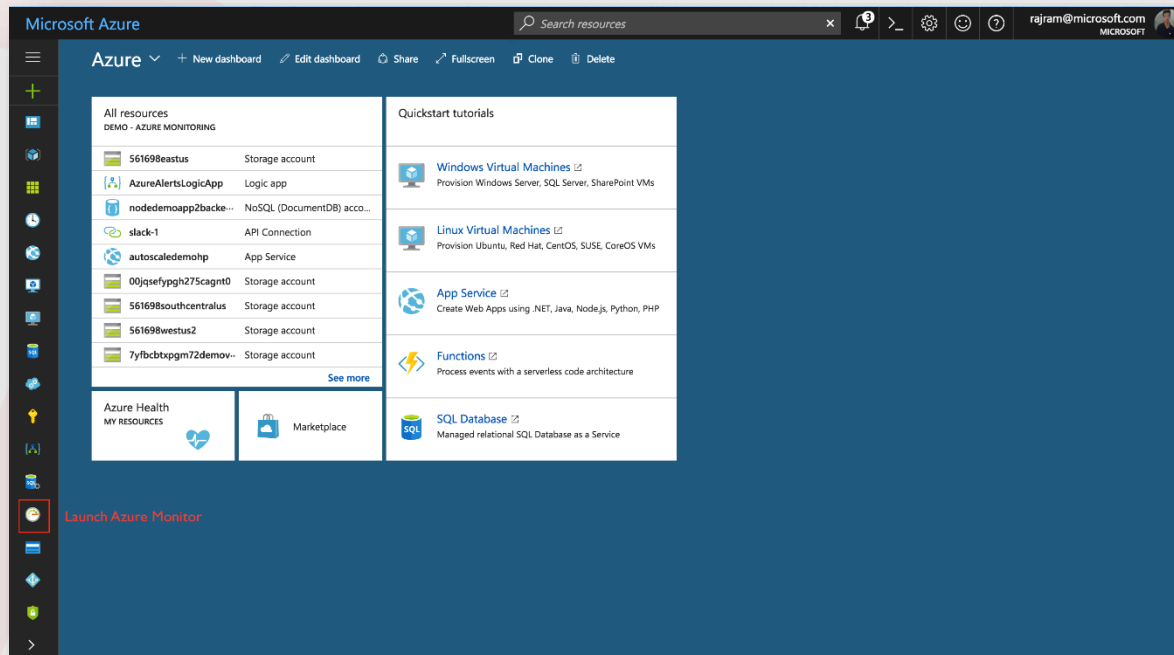 Microsoft Azure
Search resources
3
rajram@microsoft.com
MICROSOFT
Azure
New dashboard
Edit dashboard
Share
Fullscreen
Clone
Delete
All resources
DEMO - AZURE MONITORING
561698eastus Storage account
AzureAlertsLogicApp Logic app
nodedemoapp2backe··· NoSQL (DocumentDB) acco...
slack-1 API Connection
autoscaledemohp App Service
00jqsefypgh275cagnt0 Storage account
561698southcentralus Storage account
561698westus2 Storage account
7yfbcbtxpgm72demov·· Storage account
See more
Azure Health
MY RESOURCES
Marketplace
Quickstart tutorials
Windows Virtual Machines
Provision Windows Server, SQL Server, SharePoint VMs
Linux Virtual Machines
Provision Ubuntu, Red Hat, CentOS, SUSE, CoreOS VMs
App Service
Create Web Apps using .NET, Java, Node.js, Python, PHP
Functions
Process events with a serverless code architecture
SQL
SQL Database
Managed relational SQL Database as a Service
SQL
SQL
Launch Azure Monitor